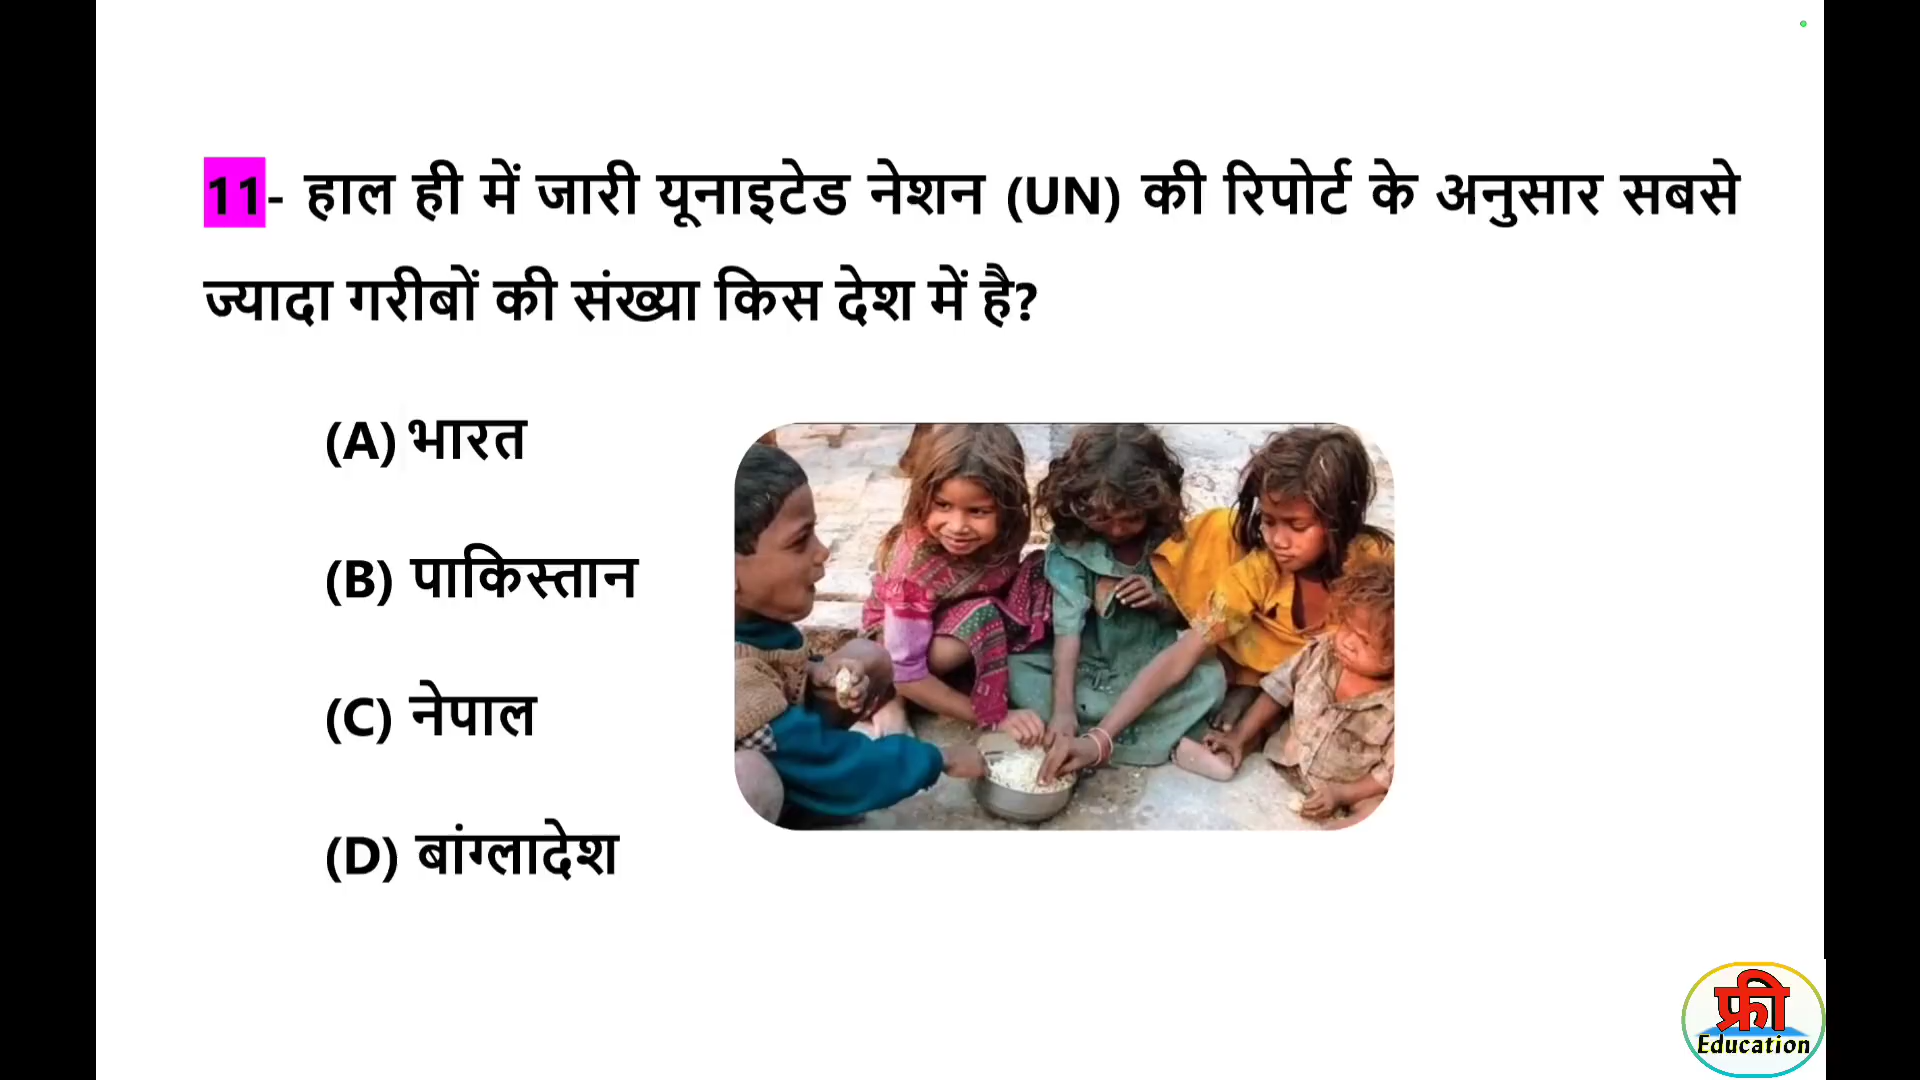 11- हाल ही में जारी यूनाइटेड नेशन (UN) की रिपोर्ट के अनुसार सबसे
ज्यादा गरीबों की संख्या किस देश में है?
(A) भारत
(B) पाकिस्तान
(C) नेपाल
(D) बांग्लादेश
फ्री
Education